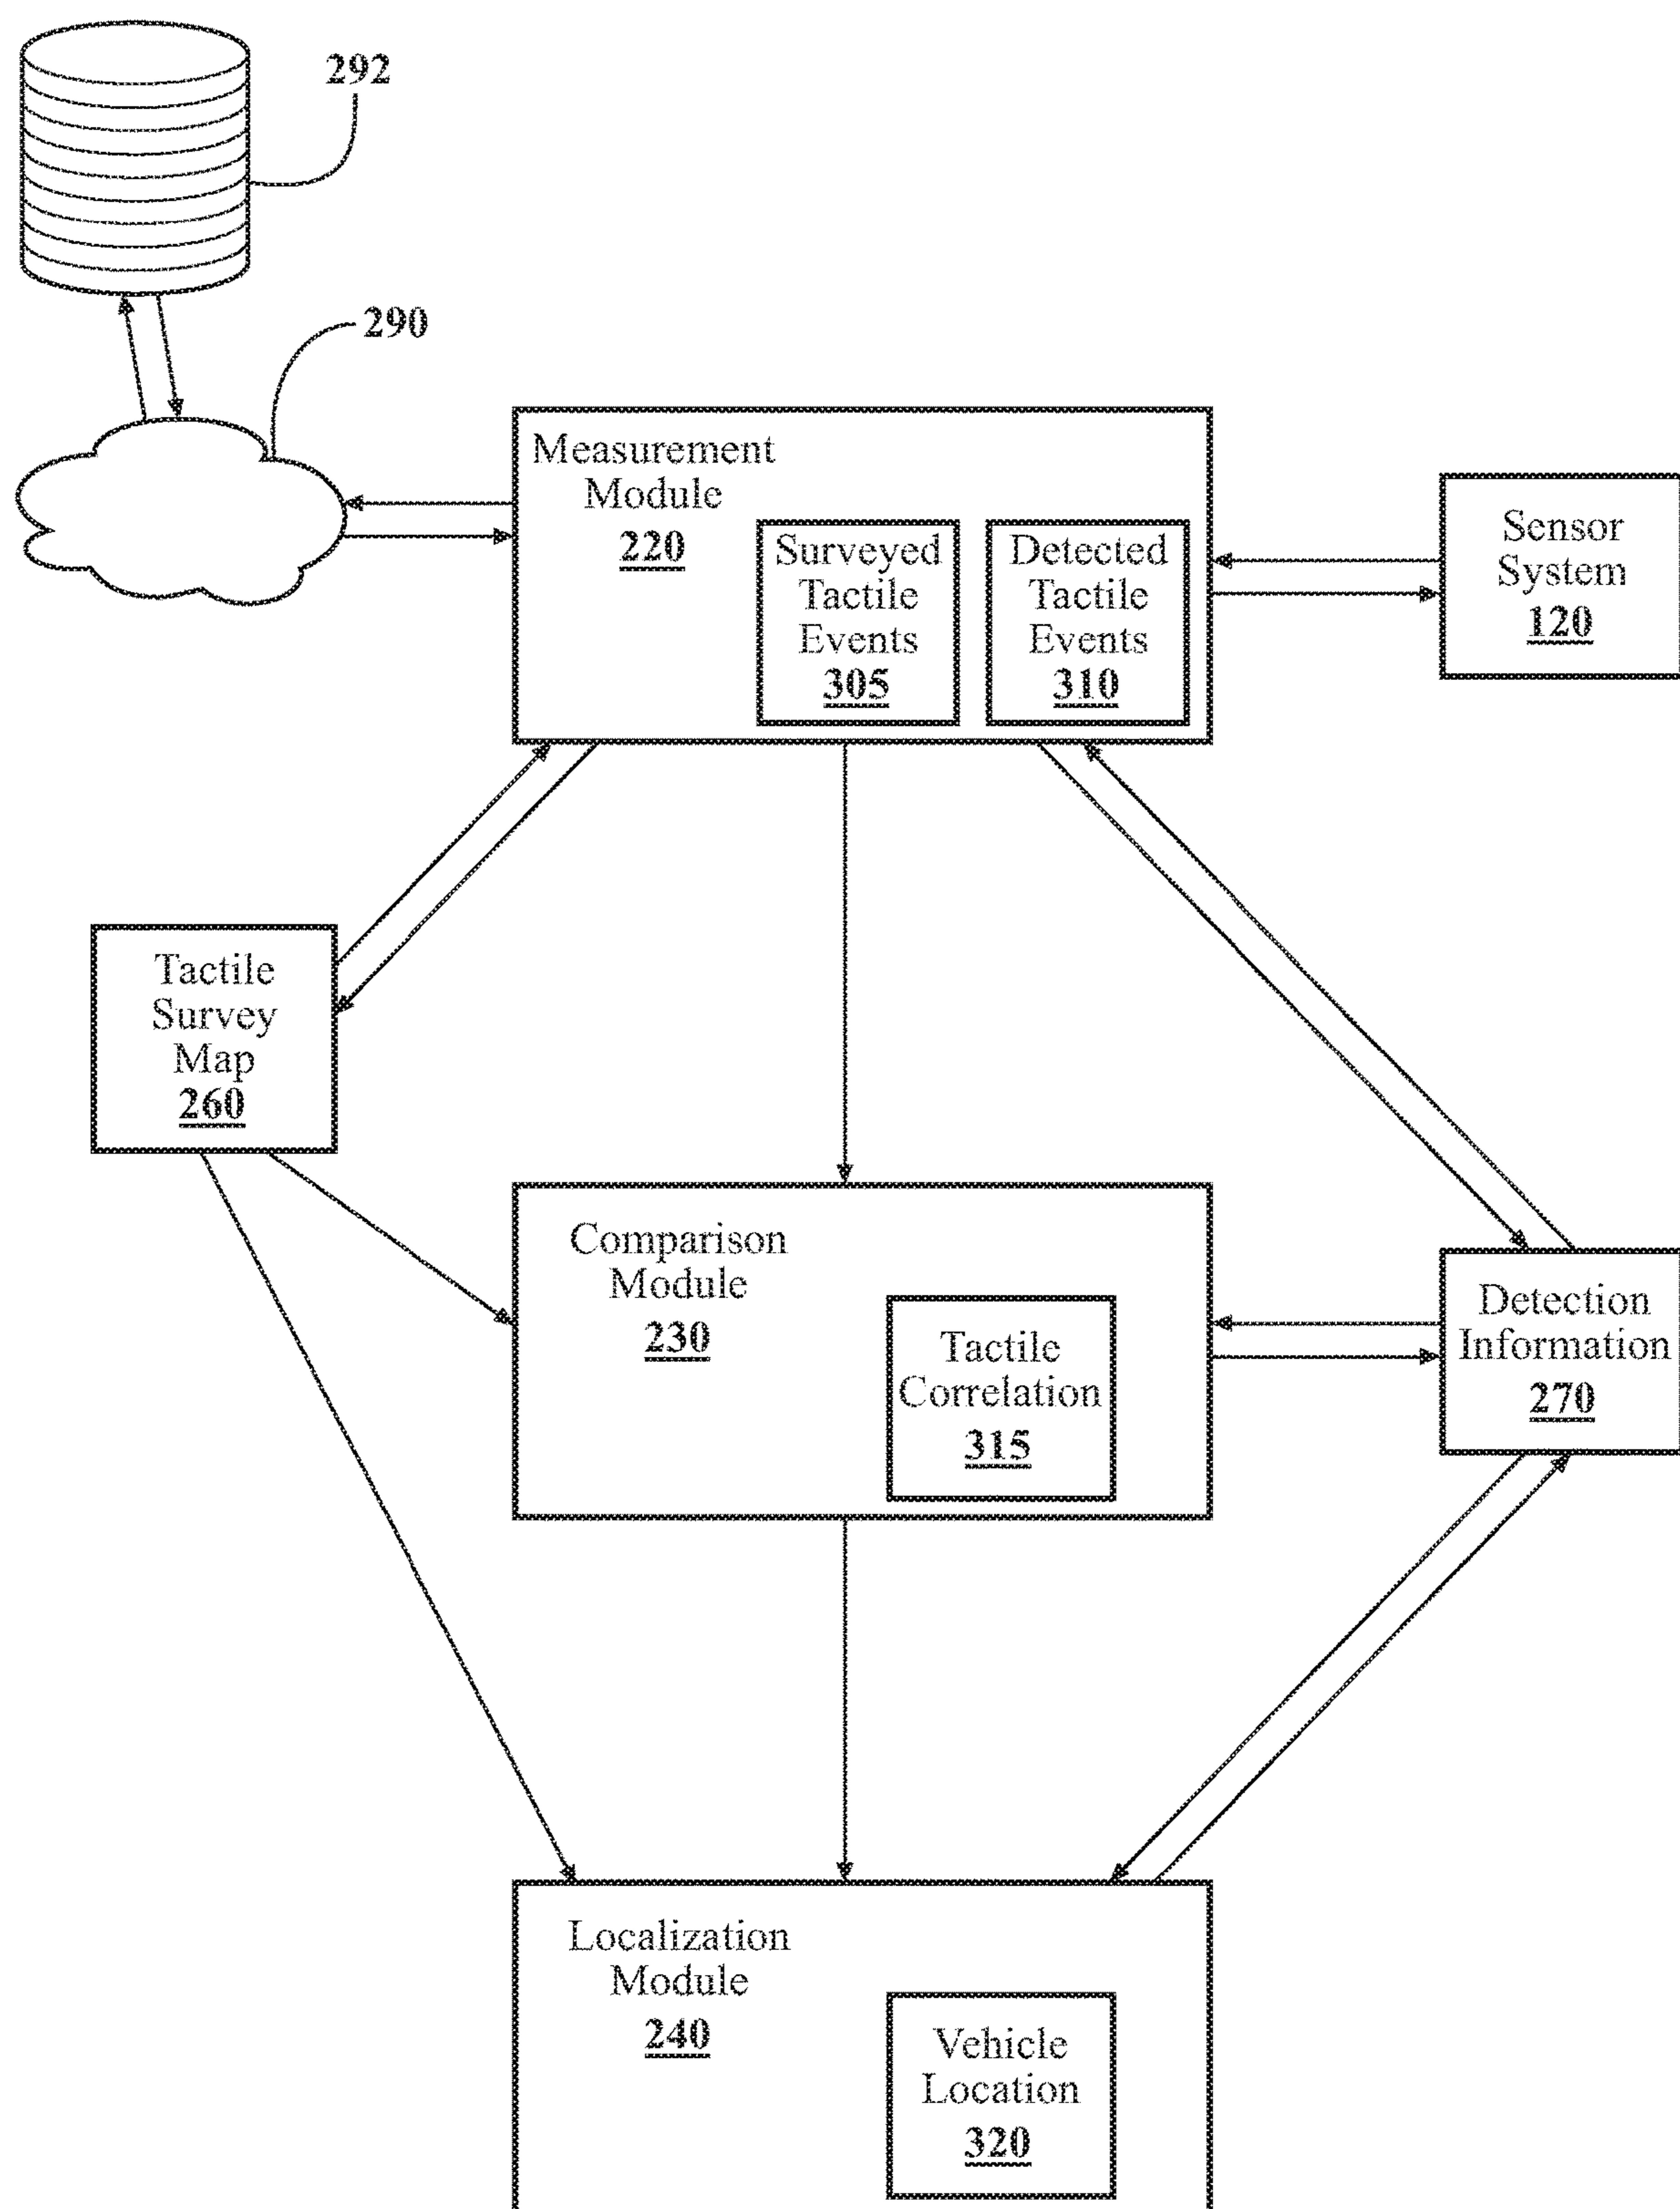 292
290
Measurement
Module
220
Surveyed
Tactile
Events
305
Detected
Tactile
Events
310
Sensor
System
120
Tactile
Survey
Map
260
Comparison
Module
230
Tactile
Correlation
315
Detection
Information
270
Localization
Module
240
Vehicle
Location
320